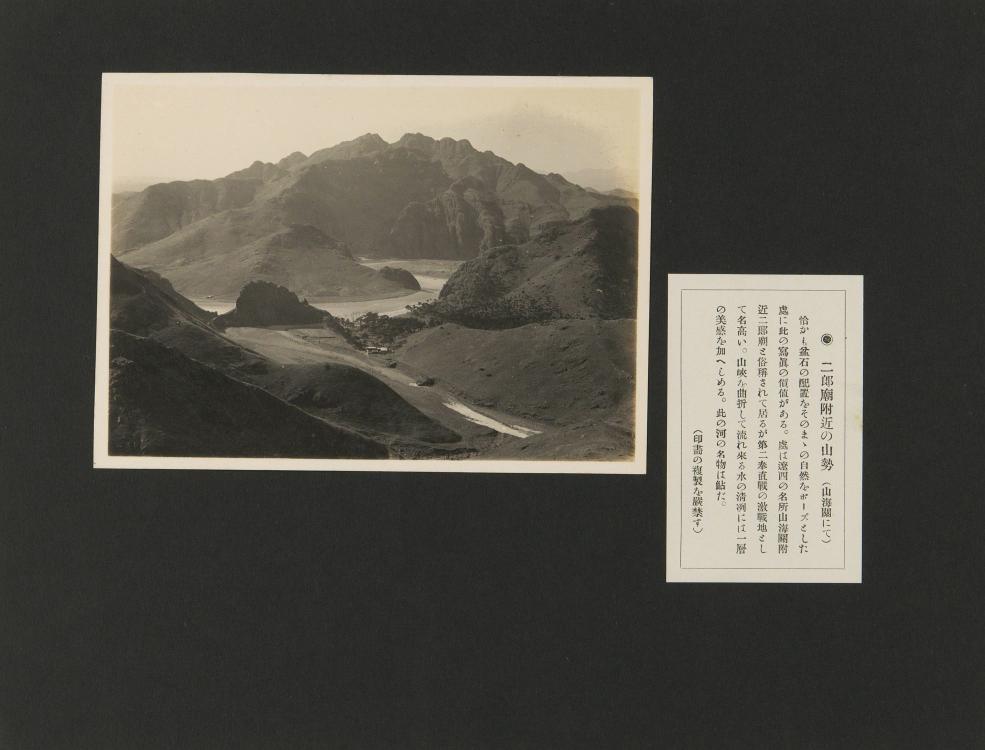 ◉ 二郎廟附近の山勢（山海關にて）
恰かも盆石の配置をそのまゝの自然をポーズとした
處に此の寫眞の價値がある。處は遼西の名所山海關附
近二郎廟と俗稱されて居るが第二奉直戰の激戰地とし
て名高い。山峽を曲折して流れ來る水の清冽には一層
の美感を加へしめる。此の河の名物は鮎だ。
（印畵の複製を嚴禁す）